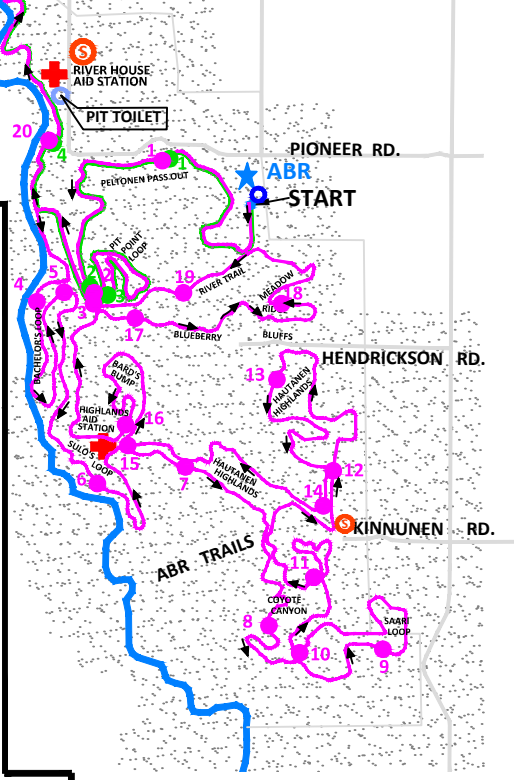 S
RIVER HOUSE
AID STATION
PIT TOILET
20
4
1
1
PIONEER RD.
PELTONEN PASS OUT
ABR
START
PIT
POINT
LOOP
2
2
3
3
5
4
19
RIVER TRAIL
MEADOW
RIDGE
18
17
BLUEBERRY
BLUFFS
BACHELOR'S LOOP
HENDRICKSON RD.
BARD'S
BUMP
13
HAUTANEN
HIGHLANDS
HIGHLANDS
AID
STATION
16
15
SULO'S
LOOP
6
7
HAUTANEN
HIGHLANDS
12
14
S
KINNUNEN RD.
ABR TRAILS
11
COYOTE
CANYON
8
10
SAARI
LOOP
9